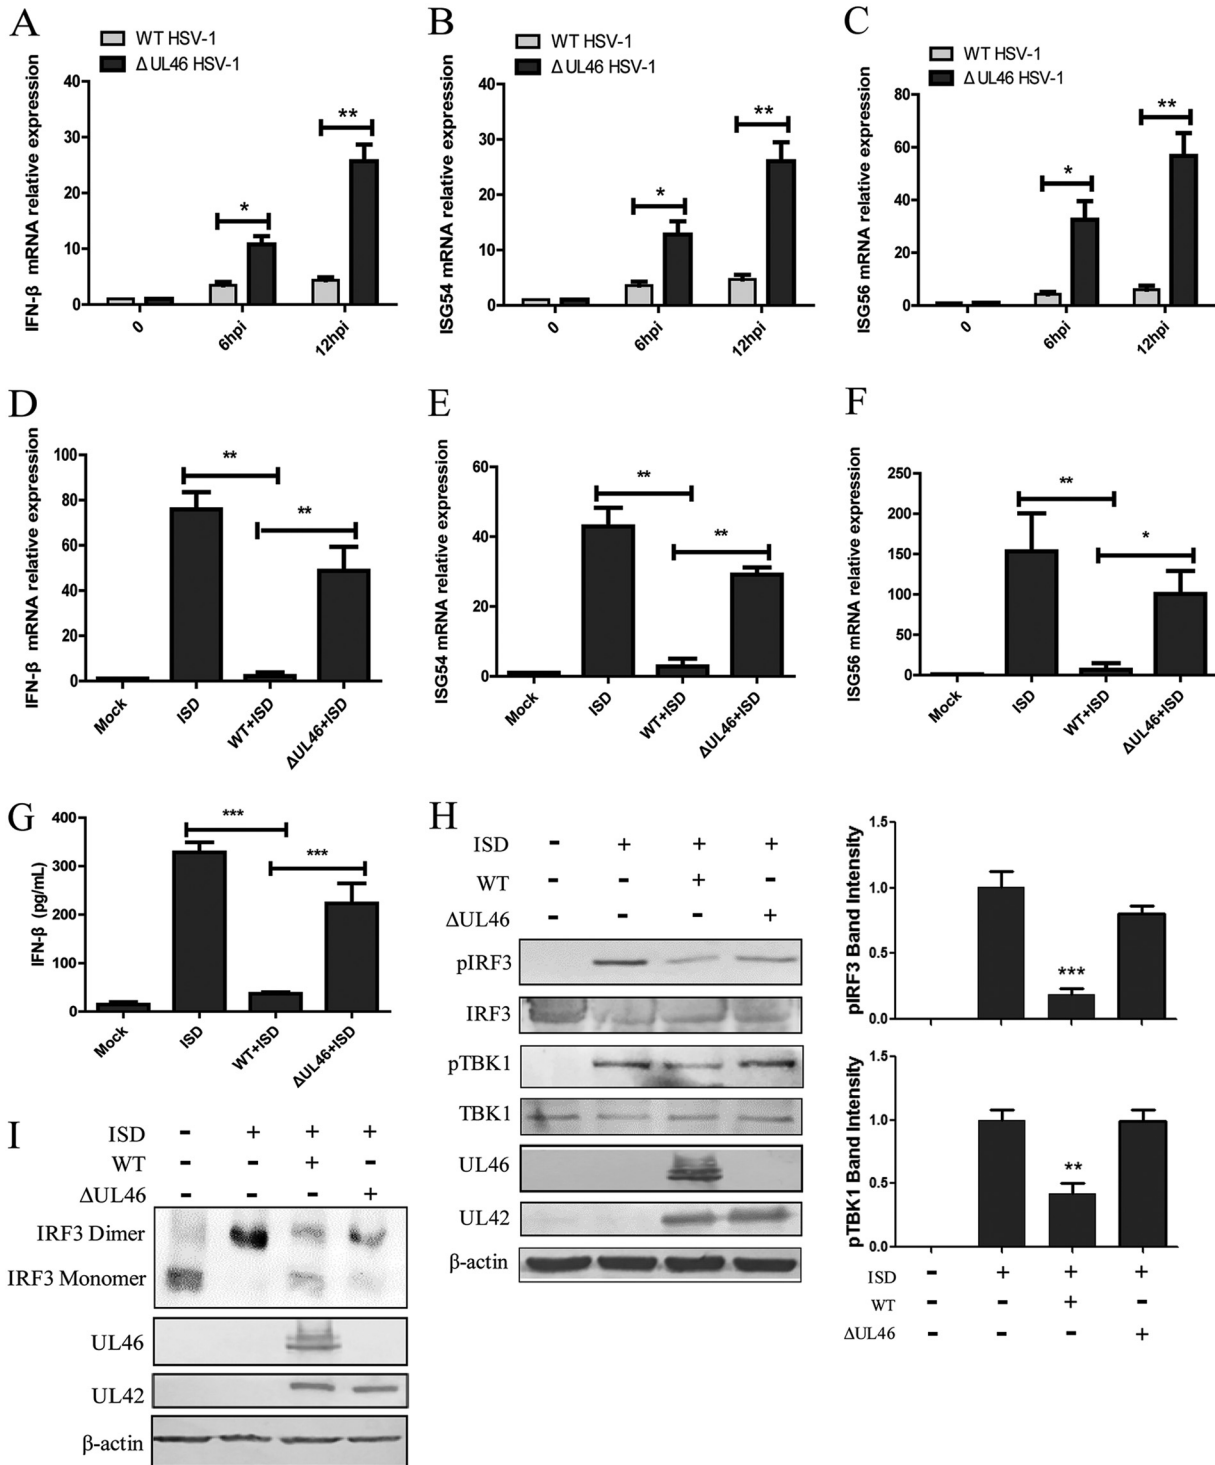 A
WT HSV-1
ΔUL46 HSV-1
IFN-β mRNA relative expression
40
30
20
10
0
*
**
0
6hpi
12hpi
B
WT HSV-1
ΔUL46 HSV-1
ISG54 mRNA relative expression
40
30
20
10
0
*
**
0
6hpi
12hpi
C
WT HSV-1
ΔUL46 HSV-1
ISG56 mRNA relative expression
80
60
40
20
0
*
**
0
6hpi
12hpi
D
IFN-β mRNA relative expression
100
80
60
40
20
0
**
**
Mock
ISD
WT+ISD
ΔUL46+ISD
E
ISG54 mRNA relative expression
60
40
20
0
**
**
Mock
ISD
WT+ISD
ΔUL46+ISD
F
ISG56 mRNA relative expression
250
200
150
100
50
0
**
*
Mock
ISD
WT+ISD
ΔUL46+ISD
G
IFN-β (pg/mL)
400
300
200
100
0
***
***
Mock
ISD
WT+ISD
ΔUL46+ISD
H
ISD - + + +
WT - - + -
ΔUL46 - - - +
pIRF3
IRF3
pTBK1
TBK1
UL46
UL42
β-actin
pIRF3 Band Intensity
1.5
1.0
0.5
0.0
***
pTBK1 Band Intensity
1.5
1.0
0.5
0.0
**
ISD - + + +
WT - - + -
ΔUL46 - - - +
I
ISD - + + +
WT - - + -
ΔUL46 - - - +
IRF3 Dimer
IRF3 Monomer
UL46
UL42
β-actin